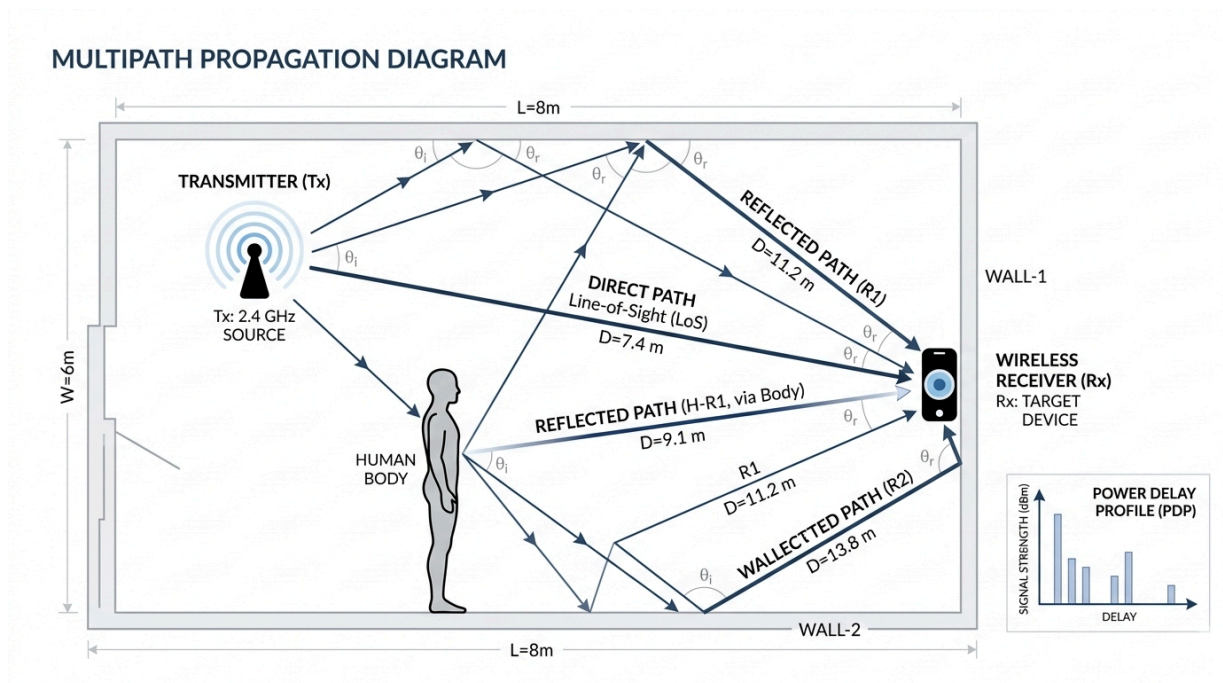 MULTIPATH PROPAGATION DIAGRAM
L=8m
W=6m
TRANSMITTER (Tx)
Tx: 2.4 GHz
SOURCE
θi
θr
θr
θr
θi
REFLECTED PATH (R1)
D=11.2 m
DIRECT PATH
Line-of-Sight (LoS)
D=7.4 m
θr
θr
WALL-1
WIRELESS
RECEIVER (Rx)
Rx: TARGET
DEVICE
REFLECTED PATH (H-R1, via Body)
D=9.1 m
θr
HUMAN
BODY
θi
R1
D=11.2 m
θr
WALLECTTED PATH (R2)
D=13.8 m
θi
WALL-2
L=8m
POWER DELAY
PROFILE (PDP)
SIGNAL STRENGTH (dBm)
DELAY